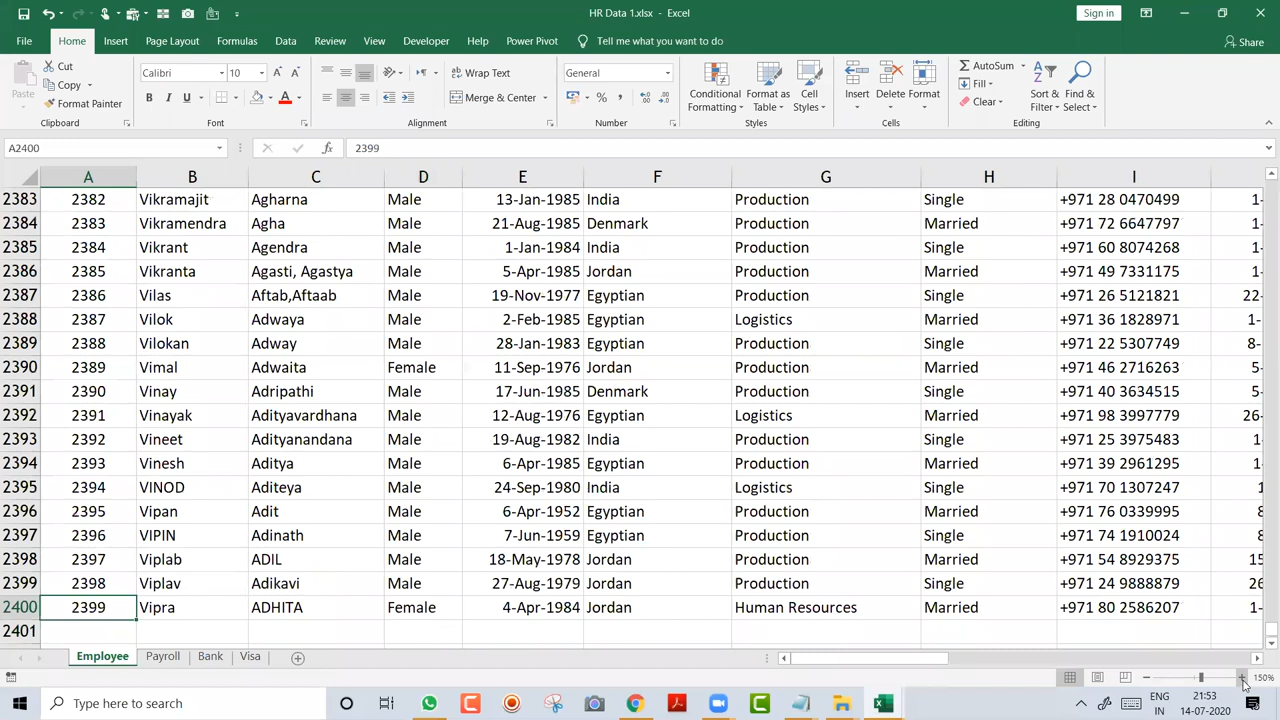 HR Data 1.xlsx - Excel
Sign in
File Home Insert Page Layout Formulas Data Review View Developer Help Power Pivot Tell me what you want to do Share
Paste
Cut
Copy
Format Painter
Clipboard
Calibri 10
B I U
Font
Wrap Text
Merge & Center
Alignment
General
Number
Conditional Formatting
Format as Table
Cell Styles
Styles
Insert Delete Format
Cells
AutoSum
Fill
Clear
Sort & Filter
Find & Select
Editing
A2400 fx 2399
A B C D E F G H I
2383 2382 Vikramajit Agharna Male 13-Jan-1985 India Production Single +971 28 0470499 1-
2384 2383 Vikramendra Agha Male 21-Aug-1985 Denmark Production Married +971 72 6647797 1-
2385 2384 Vikrant Agendra Male 1-Jan-1984 India Production Single +971 60 8074268 1-
2386 2385 Vikranta Agasti, Agastya Male 5-Apr-1985 Jordan Production Married +971 49 7331175 1-
2387 2386 Vilas Aftab,Aftaab Male 19-Nov-1977 Egyptian Production Single +971 26 5121821 22-
2388 2387 Vilok Adwaya Male 2-Feb-1985 Egyptian Logistics Married +971 36 1828971 1-
2389 2388 Vilokan Adway Male 28-Jan-1983 Egyptian Production Single +971 22 5307749 8-
2390 2389 Vimal Adwaita Female 11-Sep-1976 Jordan Production Married +971 46 2716263 5-
2391 2390 Vinay Adripathi Male 17-Jun-1985 Denmark Production Single +971 40 3634515 5-
2392 2391 Vinayak Adityavardhana Male 12-Aug-1976 Egyptian Logistics Married +971 98 3997779 26-
2393 2392 Vineet Adityanandana Male 19-Aug-1982 India Production Single +971 25 3975483 1-
2394 2393 Vinesh Aditya Male 6-Apr-1985 Egyptian Production Married +971 39 2961295 1-
2395 2394 VINOD Aditeya Male 24-Sep-1980 India Logistics Single +971 70 1307247 1
2396 2395 Vipan Adit Male 6-Apr-1952 Egyptian Production Married +971 76 0339995 8
2397 2396 VIPIN Adinath Male 7-Jun-1959 Egyptian Production Single +971 74 1910024 8
2398 2397 Viplab ADIL Male 18-May-1978 Jordan Production Married +971 54 8929375 15
2399 2398 Viplav Adikavi Male 27-Aug-1979 Jordan Production Single +971 24 9888879 26
2400 2399 Vipra ADHITA Female 4-Apr-1984 Jordan Human Resources Married +971 80 2586207 1-
2401
Employee Payroll Bank Visa
150%
Type here to search
ENG
IN
21:53
14-07-2020